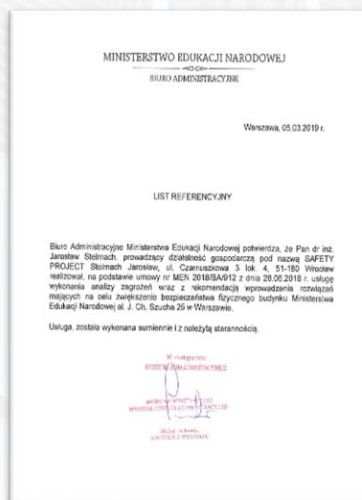 MINISTERSTWO EDUKACJI NARODOWEJ
BIURO ADMINISTRACYJNE
Warszawa, 05.03.2019 r.
LIST REFERENCYJNY
Biuro Administracyjne Ministerstwa Edukacji Narodowej potwierdza, że Pan dr inż.
Jarosław Stelmach, prowadzący działalność gospodarczą pod nazwą SAFETY
PROJECT Stelmach Jarosław, ul. Czarnuszkowa 3 lok. 4, 51-180 Wrocław
realizował, na podstawie umowy nr MEN 2018/BA/912 z dnia 28.06.2018 r. usługę
wykonania analizy zagrożeń wraz z rekomendacją wprowadzenia rozwiązań
mających na celu zwiększenie bezpieczeństwa fizycznego budynku Ministerstwa
Edukacji Narodowej al. J. Ch. Szucha 25 w Warszawie.
Usługa, została wykonana sumiennie i z należytą starannością.
W zastępstwie